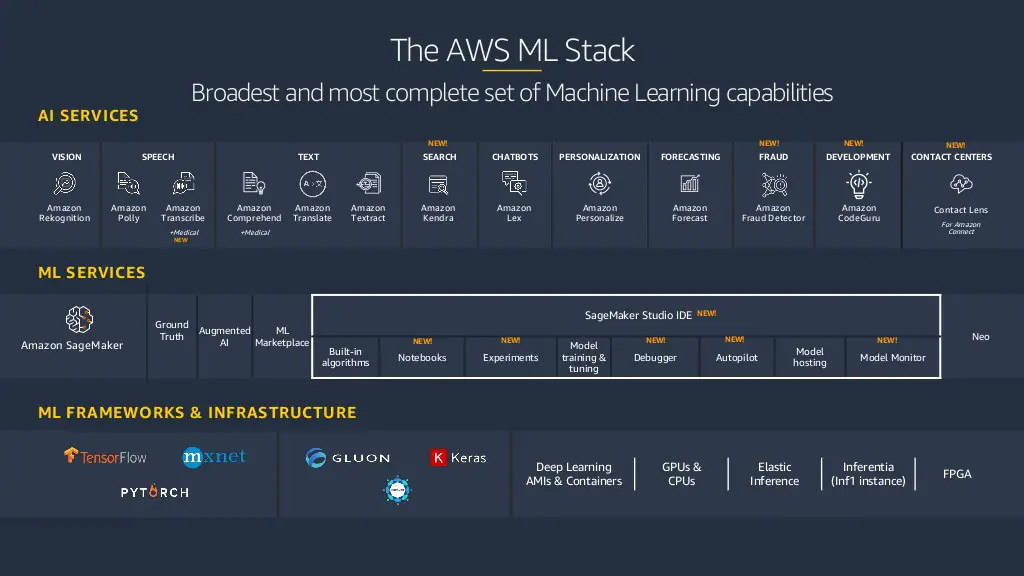 The AWS ML Stack
Broadest and most complete set of Machine Learning capabilities
AI SERVICES
VISION
Amazon
Rekognition
SPEECH
Amazon
Polly
Amazon
Transcribe
+Medical
NEW
TEXT
Amazon
Comprehend
+Medical
A
文
Amazon
Translate
Amazon
Textract
NEW!
SEARCH
Amazon
Kendra
CHATBOTS
Amazon
Lex
PERSONALIZATION
Amazon
Personalize
FORECASTING
Amazon
Forecast
NEW!
FRAUD
Amazon
Fraud Detector
NEW!
DEVELOPMENT
Amazon
CodeGuru
NEW!
CONTACT CENTERS
Contact Lens
For Amazon
Connect
ML SERVICES
Amazon SageMaker
Ground
Truth
Augmented
AI
ML
Marketplace
SageMaker Studio IDE NEW!
Built-in
algorithms
NEW!
Notebooks
NEW!
Experiments
Model
training &
tuning
NEW!
Debugger
NEW!
Autopilot
Model
hosting
NEW!
Model Monitor
Neo
ML FRAMEWORKS & INFRASTRUCTURE
TensorFlow
mxnet
PYTORCH
GLUON
K Keras
Deep Learning
AMIs & Containers
GPUs &
CPUs
Elastic
Inference
Inferentia
(Inf1 instance)
FPGA